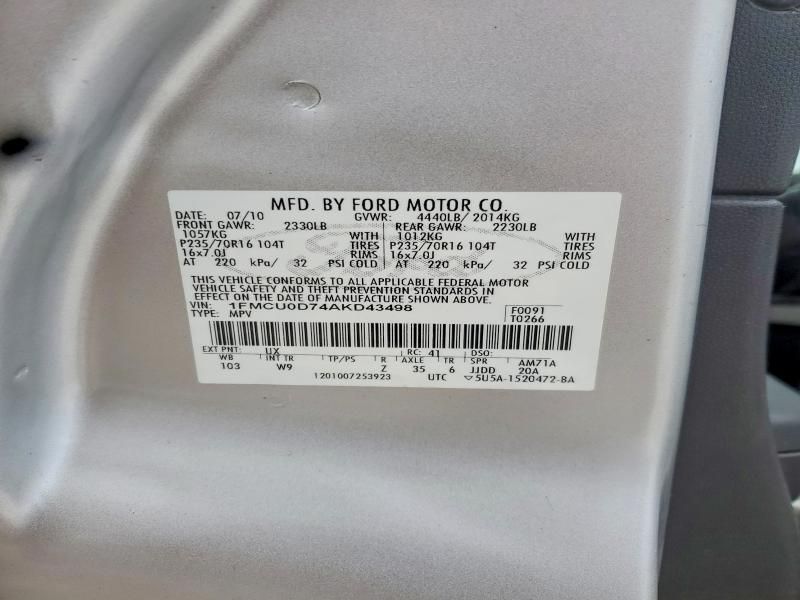 MFD. BY FORD MOTOR CO.
DATE: 07/10 GVWR: 4440LB/ 2014KG
FRONT GAWR: 2330LB REAR GAWR: 2230LB
1057KG WITH 1012KG WITH
P235/70R16 104T TIRES P235/70R16 104T TIRES
16x7.0J RIMS 16x7.0J RIMS
AT 220 kPa/ 32 PSI COLD AT 220 kPa/ 32 PSI COLD
THIS VEHICLE CONFORMS TO ALL APPLICABLE FEDERAL MOTOR
VEHICLE SAFETY AND THEFT PREVENTION STANDARDS IN
EFFECT ON THE DATE OF MANUFACTURE SHOWN ABOVE.
VIN: 1FMCU0D74AKD43498 F0091
TYPE: MPV T0266
EXT PNT: UX RC: 41 DSO:
WB INT TR TP/PS R AXLE TR SPR AM71A
103 W9 Z 35 6 JJDD 20A
1201007253923 UTC ▽5U5A-1520472-BA